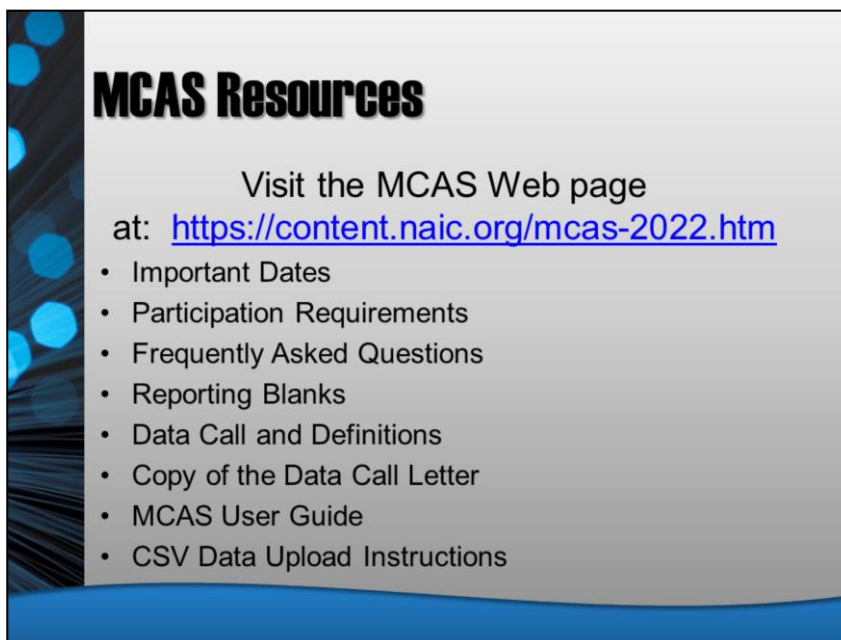 MCAS Resources
Visit the MCAS Web page
at: https://content.naic.org/mcas-2022.htm
• Important Dates
• Participation Requirements
• Frequently Asked Questions
• Reporting Blanks
• Data Call and Definitions
• Copy of the Data Call Letter
• MCAS User Guide
• CSV Data Upload Instructions